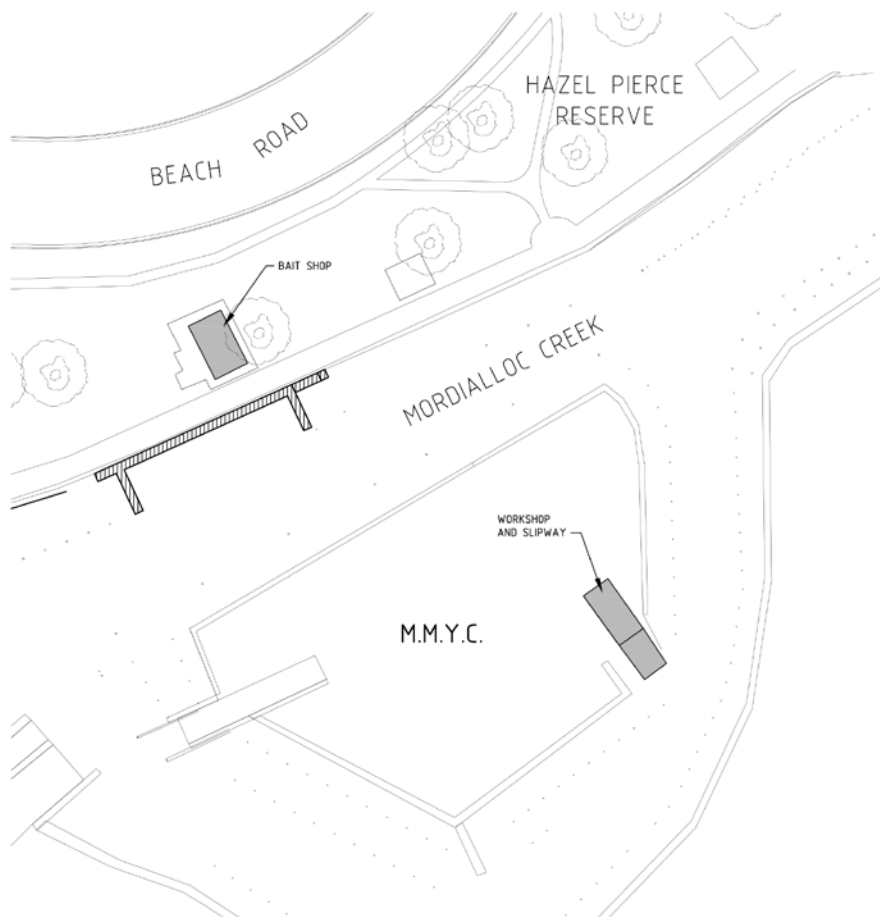 HAZEL PIERCE
RESERVE
BEACH ROAD
BAIT SHOP
MORDIALLOC CREEK
WORKSHOP
AND SLIPWAY
M.M.Y.C.